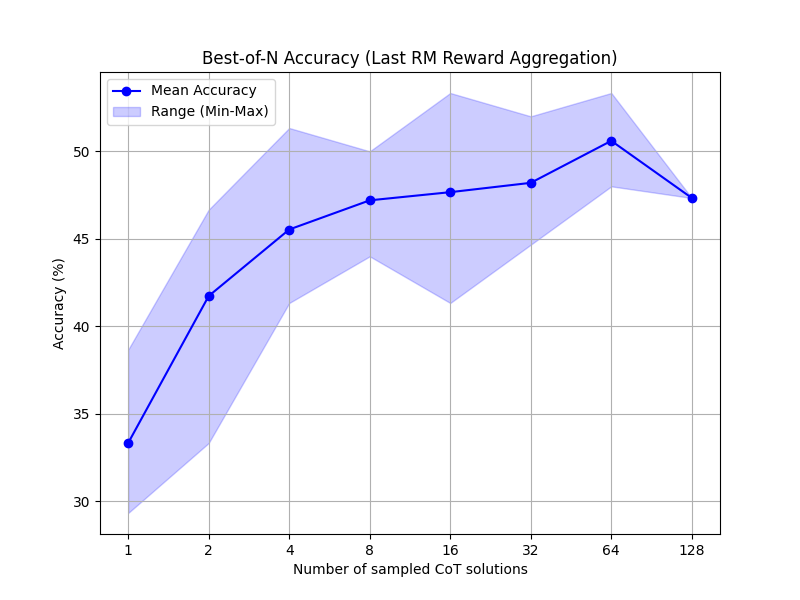 Best-of-N Accuracy (Last RM Reward Aggregation)
Mean Accuracy
Range (Min-Max)
Accuracy (%)
50
45
40
35
30
1 2 4 8 16 32 64 128
Number of sampled CoT solutions